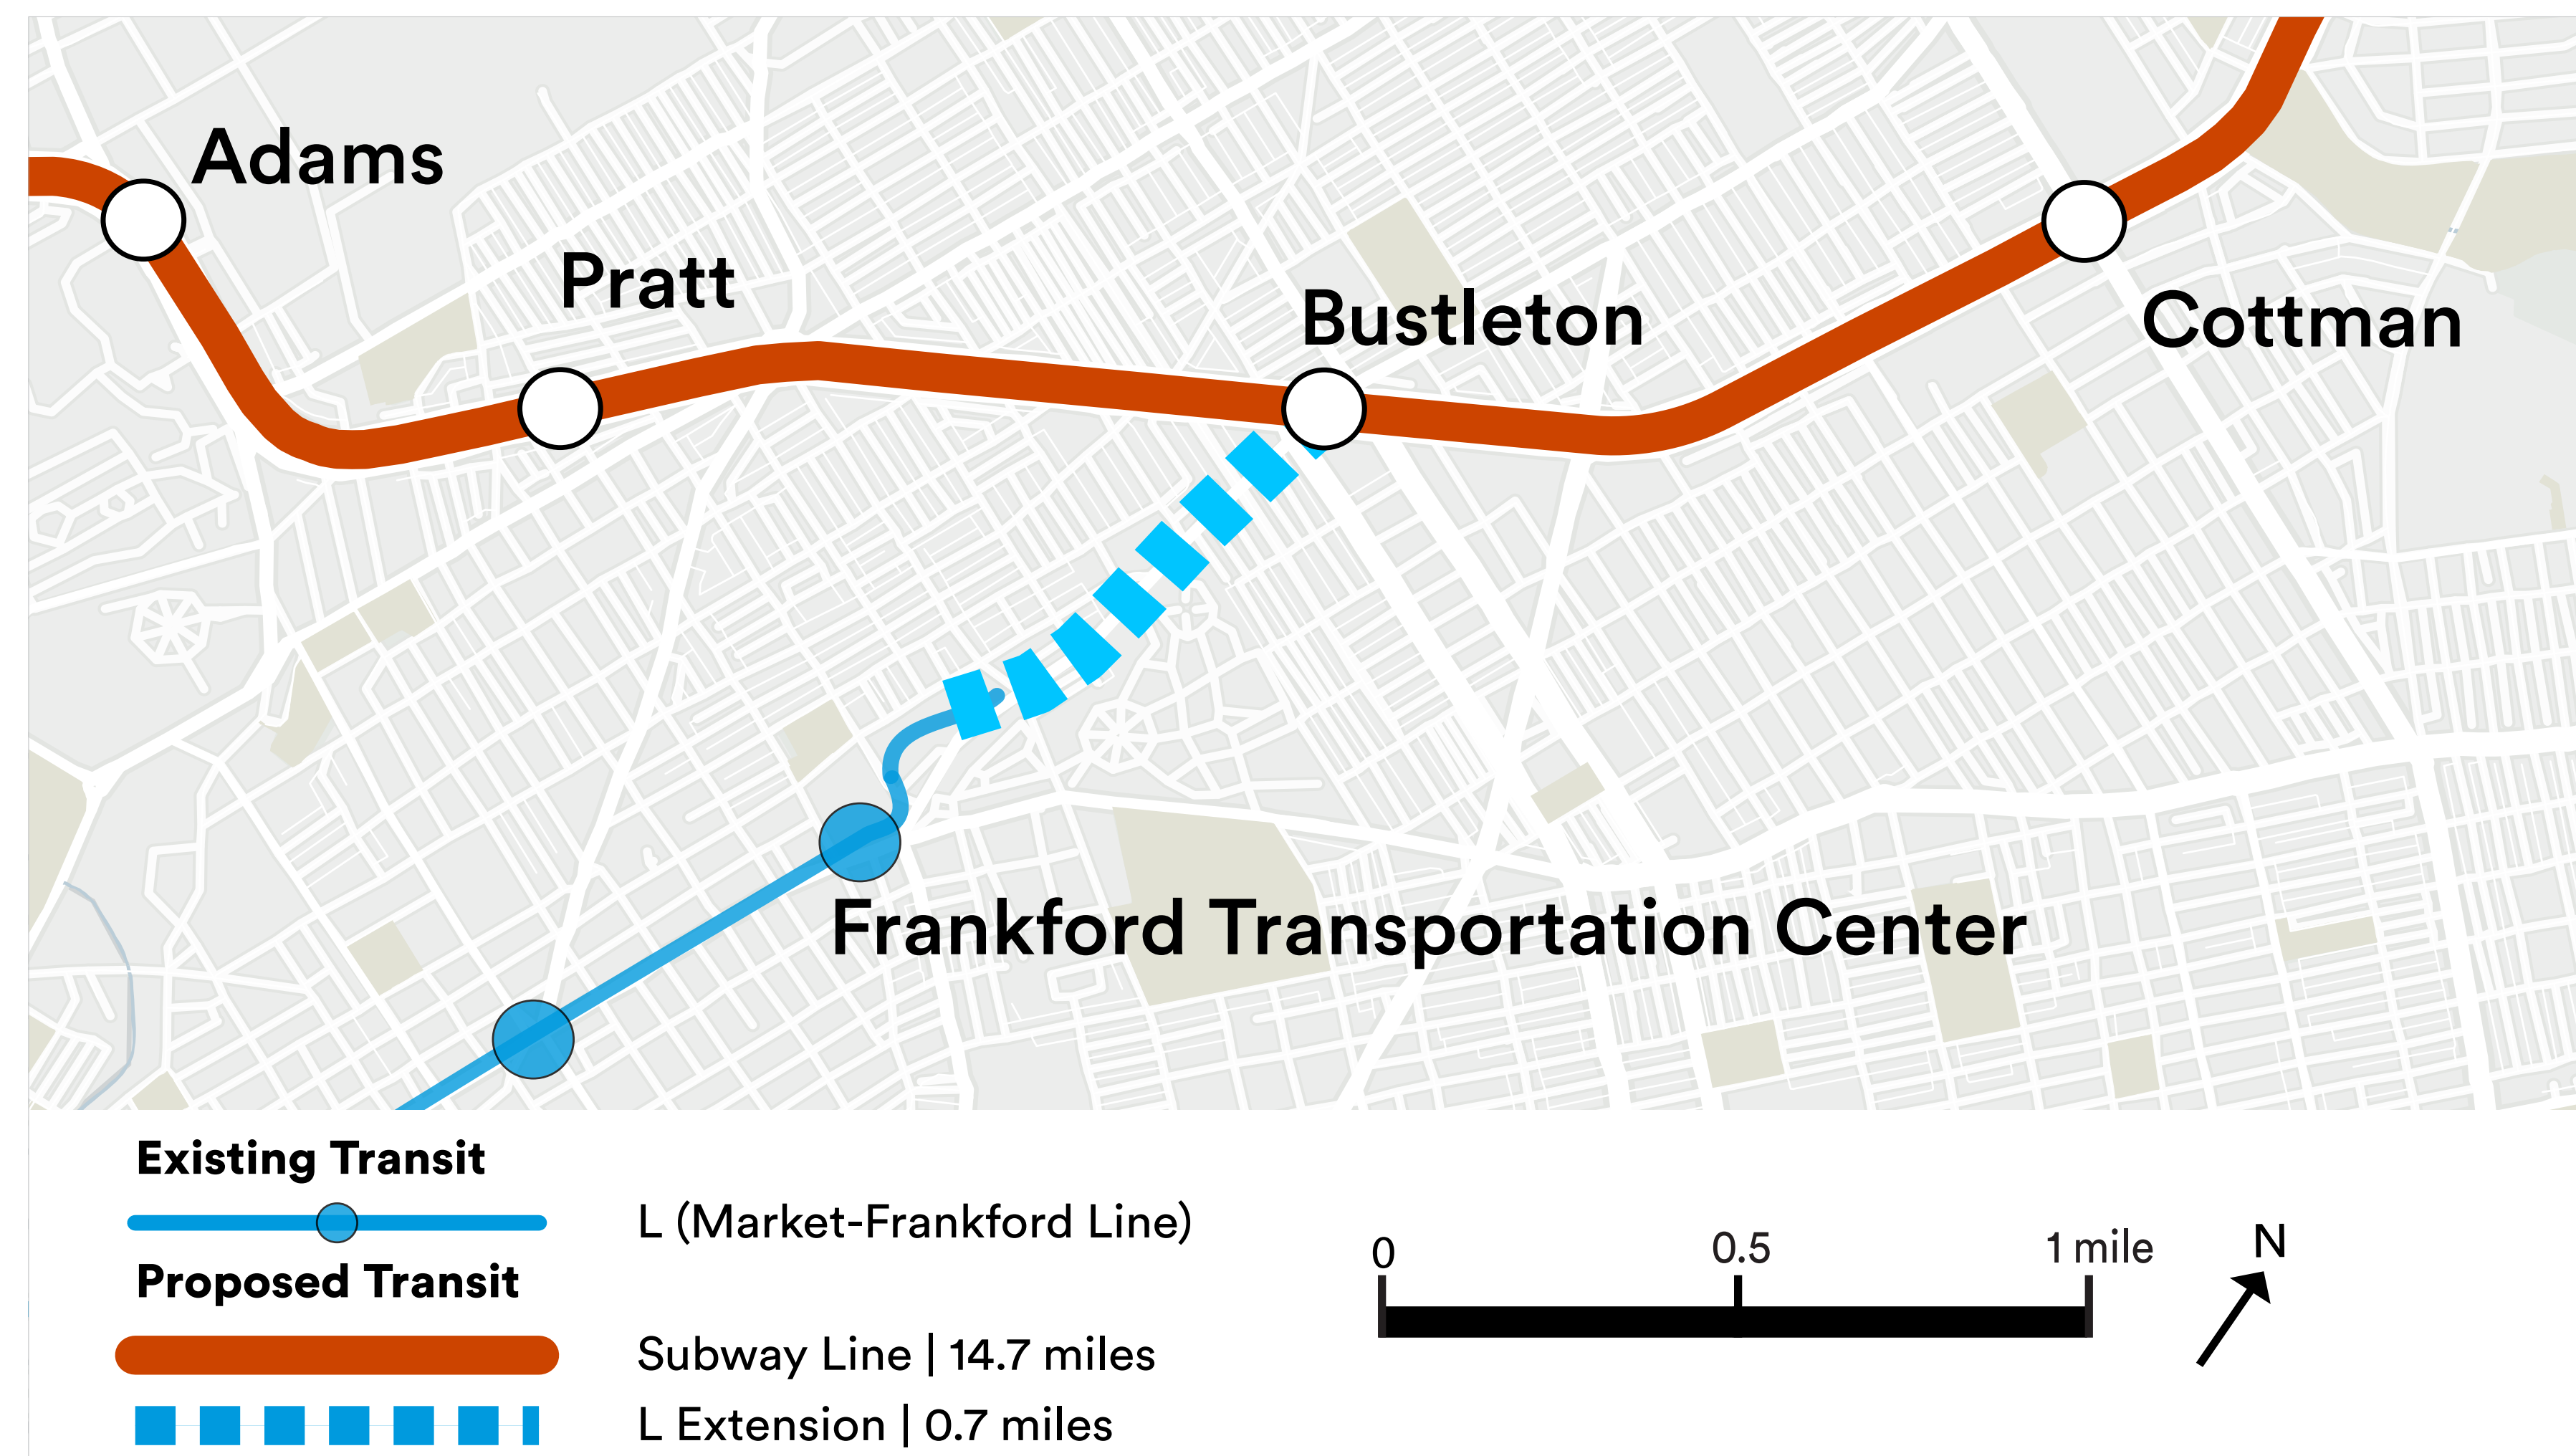 Adams
Pratt
Bustleton
Cottman
Frankford Transportation Center
Existing Transit
L (Market-Frankford Line)
Proposed Transit
Subway Line | 14.7 miles
L Extension | 0.7 miles
0
0.5
1 mile
N